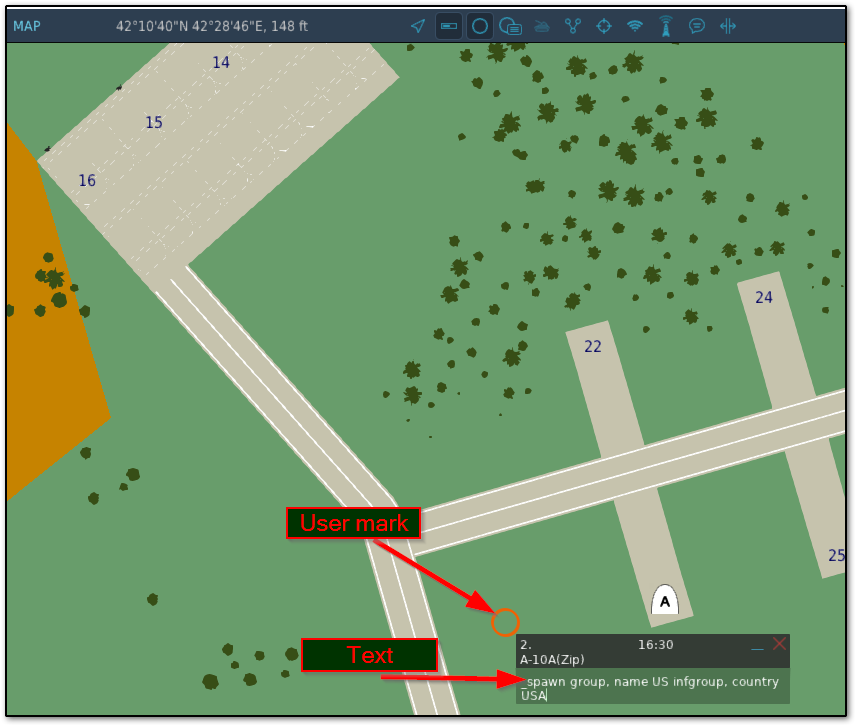 MAP 42°10'40"N 42°28'46"E, 148 ft
14
15
16
24
22
User mark
25
A
Text
2. 16:30
A-10A(Zip)
_spawn group, name US infgroup, country
USA